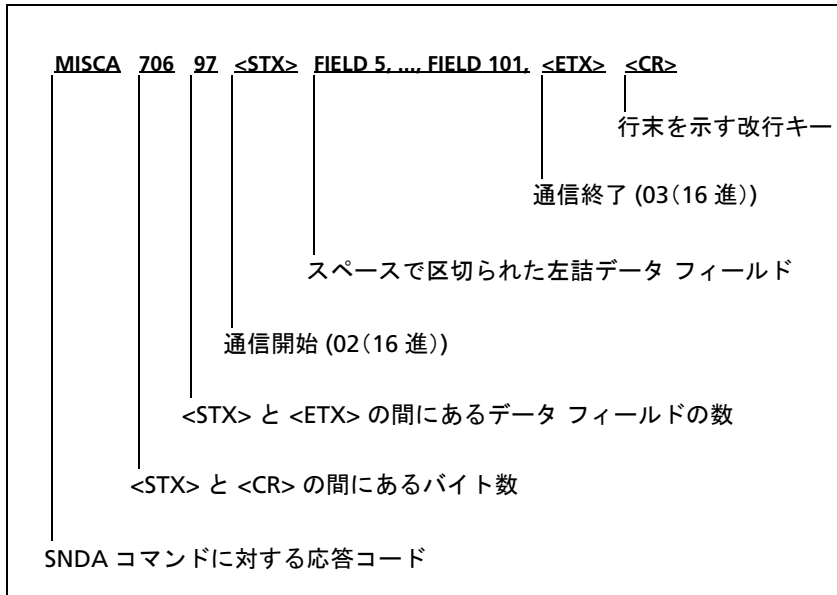 MISCA 706 97 <STX> FIELD 5, ..., FIELD 101, <ETX> <CR>
行末を示す改行キー
通信終了 (03(16 進))
スペースで区切られた左詰データ フィールド
通信開始 (02(16 進))
<STX> と <ETX> の間にあるデータ フィールドの数
<STX> と <CR> の間にあるバイト数
SNDA コマンドに対する応答コード